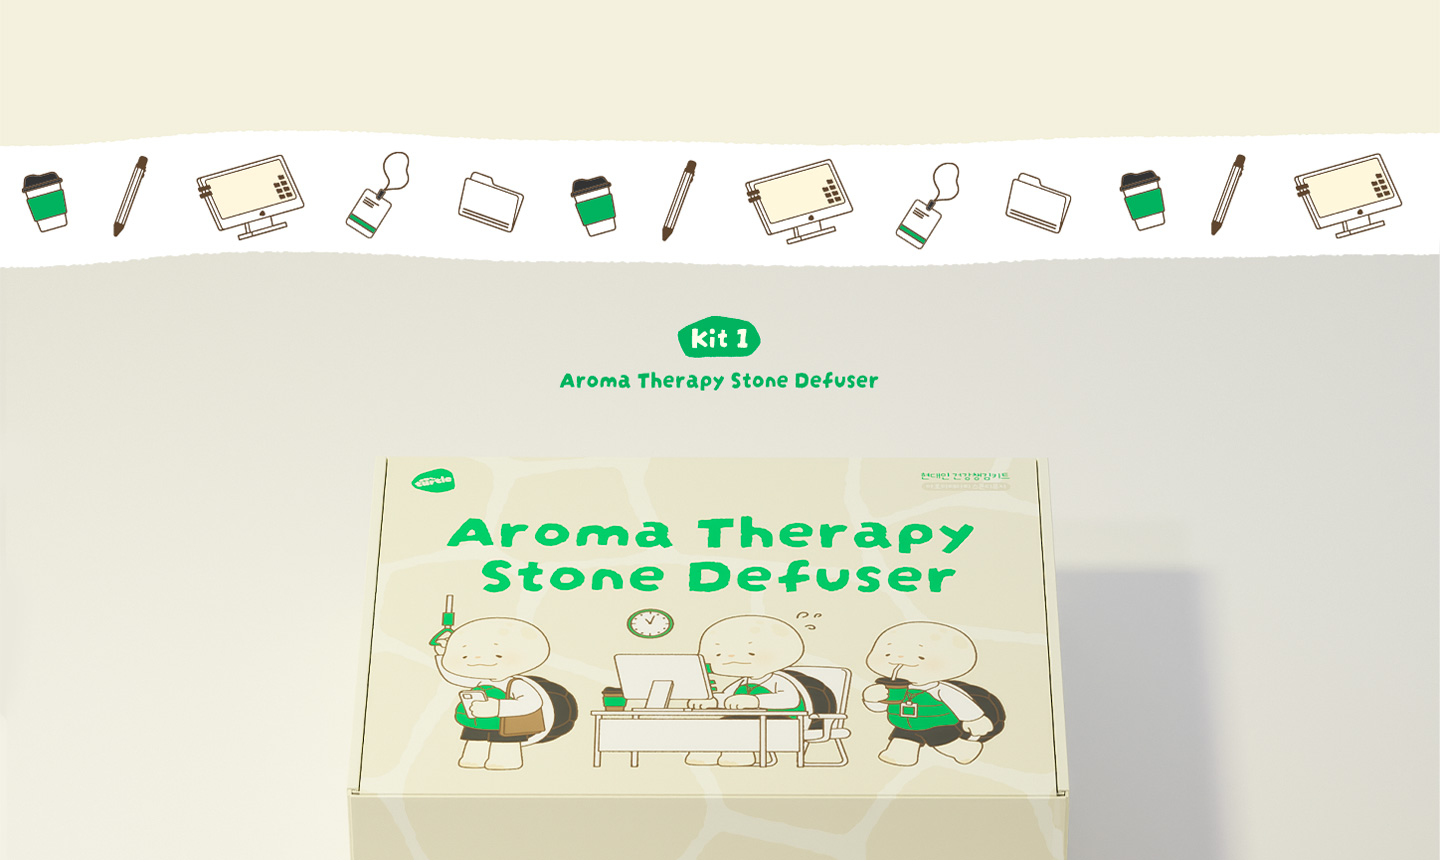 Kit 1
Aroma Therapy Stone Defuser
turtle
현대인 건강챙김키트
Aroma Therapy
Stone Defuser